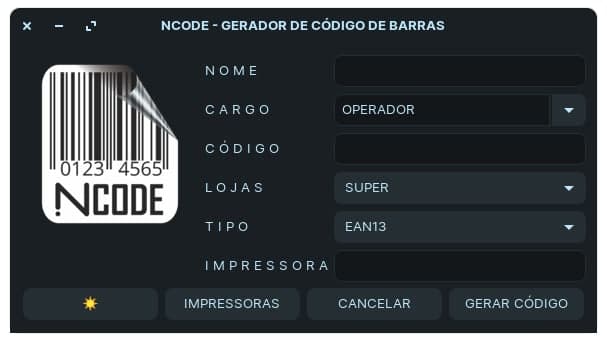 NCODE - GERADOR DE CÓDIGO DE BARRAS
0123 4565
NCODE
NOME
CARGO OPERADOR
CÓDIGO
LOJAS SUPER
TIPO EAN13
IMPRESSORA
IMPRESSORAS CANCELAR GERAR CÓDIGO